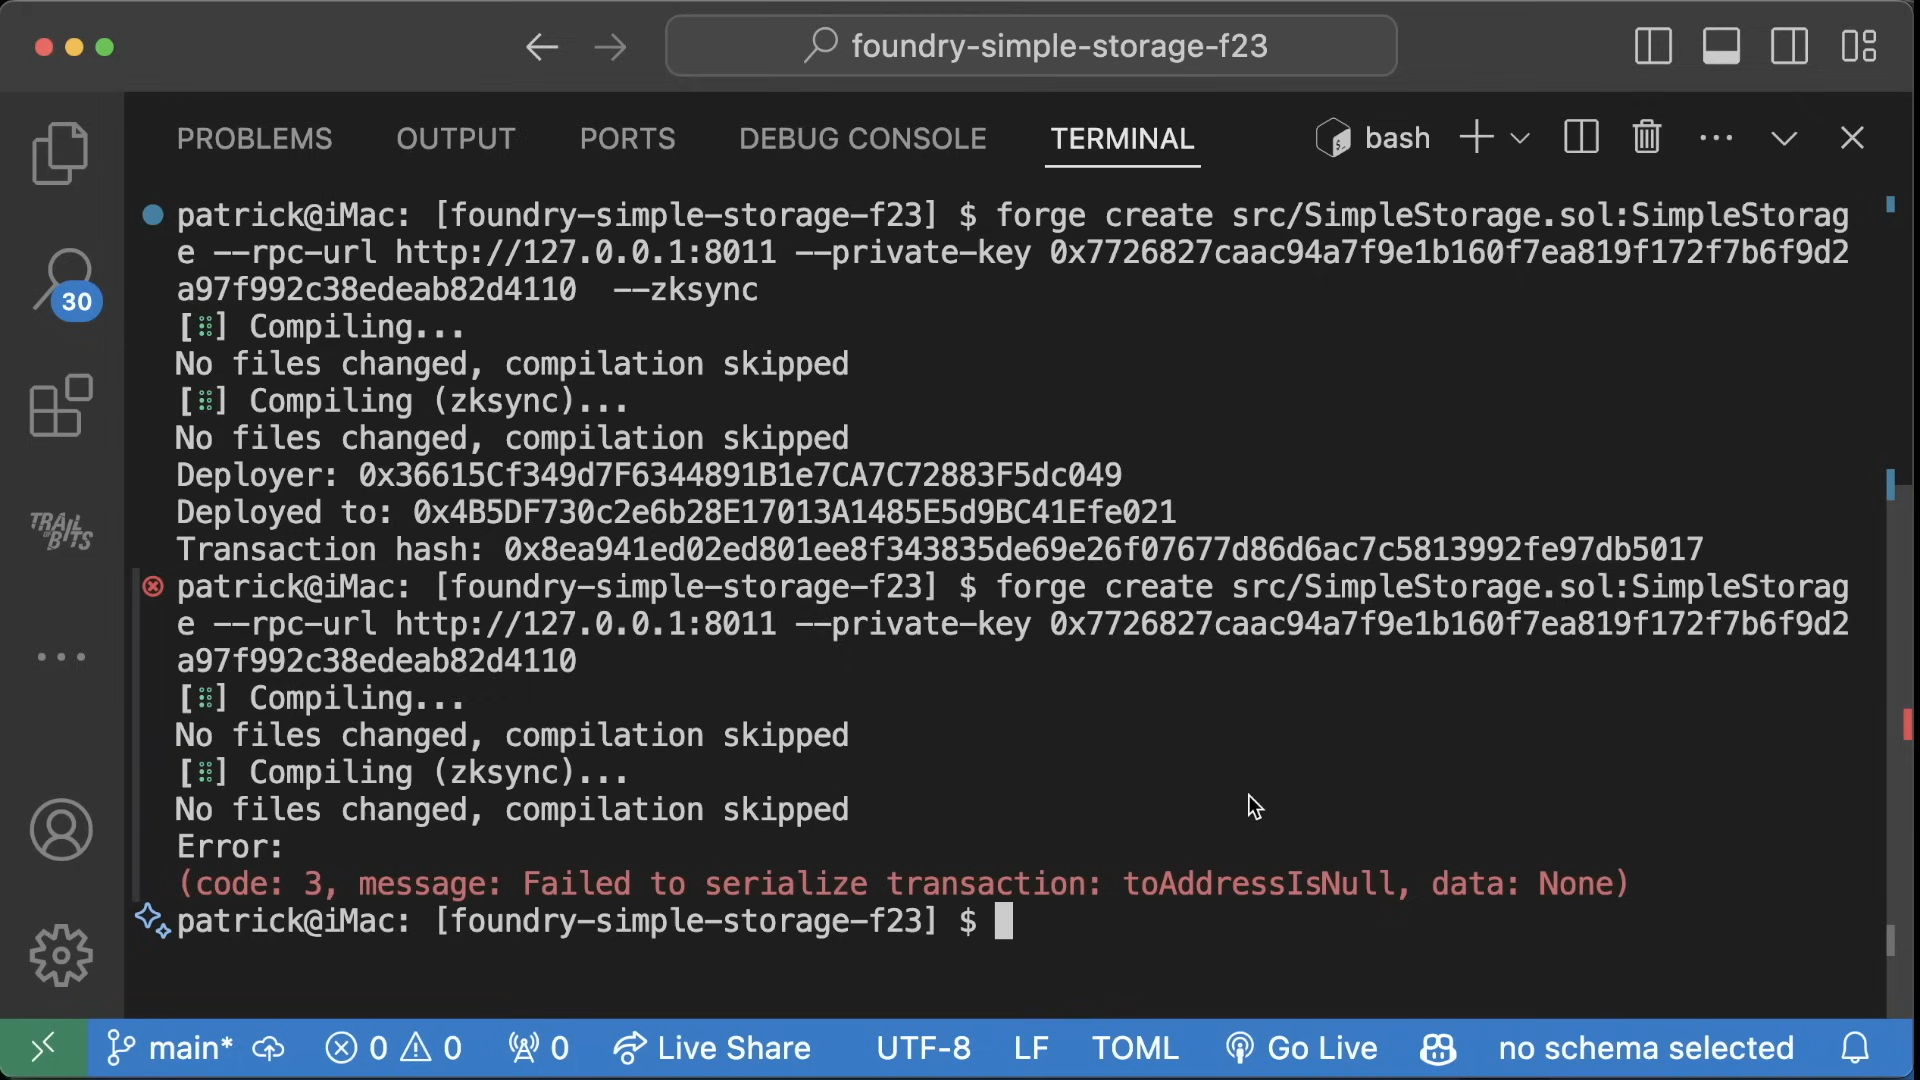 foundry-simple-storage-f23
PROBLEMS OUTPUT PORTS DEBUG CONSOLE TERMINAL bash
patrick@iMac: [foundry-simple-storage-f23] $ forge create src/SimpleStorage.sol:SimpleStorag
e --rpc-url http://127.0.0.1:8011 --private-key 0x7726827caac94a7f9e1b160f7ea819f172f7b6f9d2
a97f992c38edeab82d4110  --zksync
[⠿] Compiling...
No files changed, compilation skipped
[⠿] Compiling (zksync)...
No files changed, compilation skipped
Deployer: 0x36615Cf349d7F6344891B1e7CA7C72883F5dc049
Deployed to: 0x4B5DF730c2e6b28E17013A1485E5d9BC41Efe021
Transaction hash: 0x8ea941ed02ed801ee8f343835de69e26f07677d86d6ac7c5813992fe97db5017
patrick@iMac: [foundry-simple-storage-f23] $ forge create src/SimpleStorage.sol:SimpleStorag
e --rpc-url http://127.0.0.1:8011 --private-key 0x7726827caac94a7f9e1b160f7ea819f172f7b6f9d2
a97f992c38edeab82d4110
[⠿] Compiling...
No files changed, compilation skipped
[⠿] Compiling (zksync)...
No files changed, compilation skipped
Error:
(code: 3, message: Failed to serialize transaction: toAddressIsNull, data: None)
patrick@iMac: [foundry-simple-storage-f23] $
30
TRAIL OF BITS
main* 0 0 0 Live Share UTF-8 LF TOML Go Live no schema selected